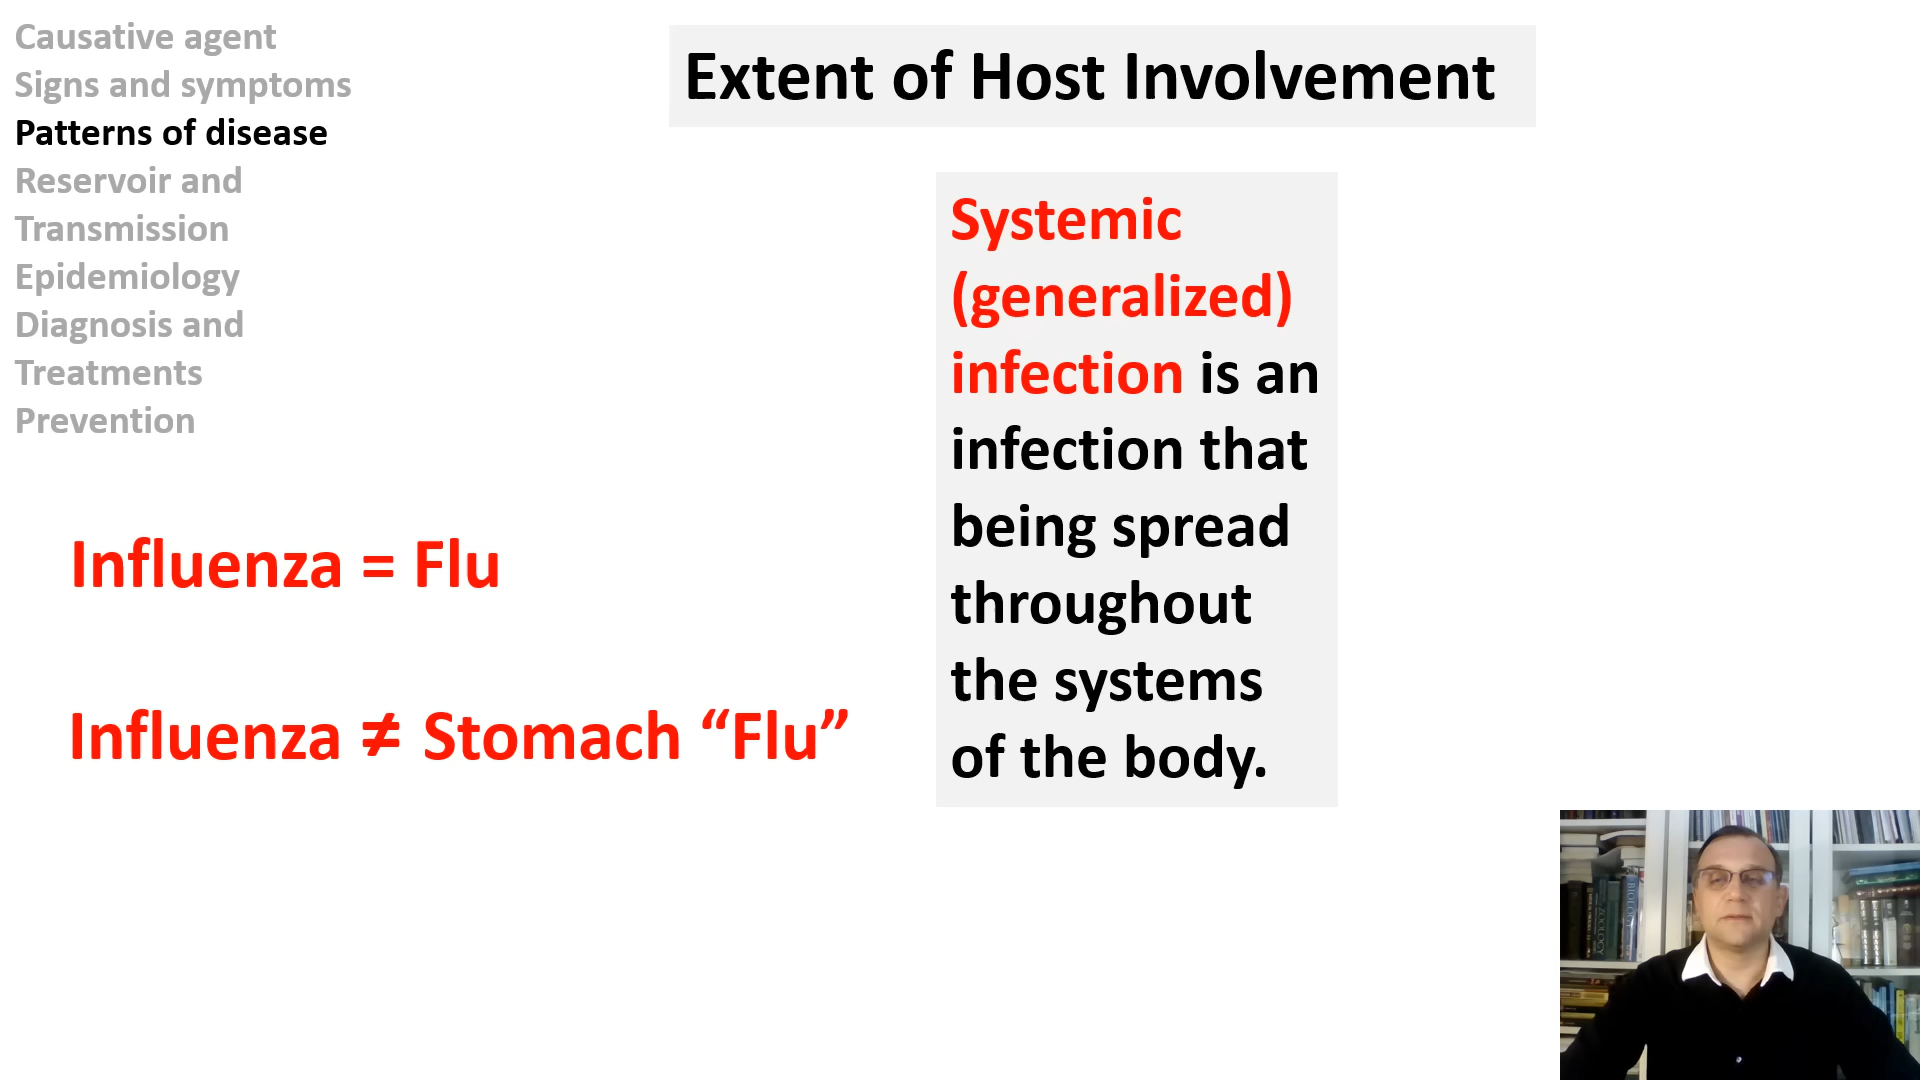 Causative agent
Signs and symptoms
Patterns of disease
Reservoir and
Transmission
Epidemiology
Diagnosis and
Treatments
Prevention
Extent of Host Involvement
Systemic
(generalized)
infection is an
infection that
being spread
throughout
the systems
of the body.
Influenza = Flu
Influenza ≠ Stomach “Flu”
BIOLOGY
ZOOLOGY